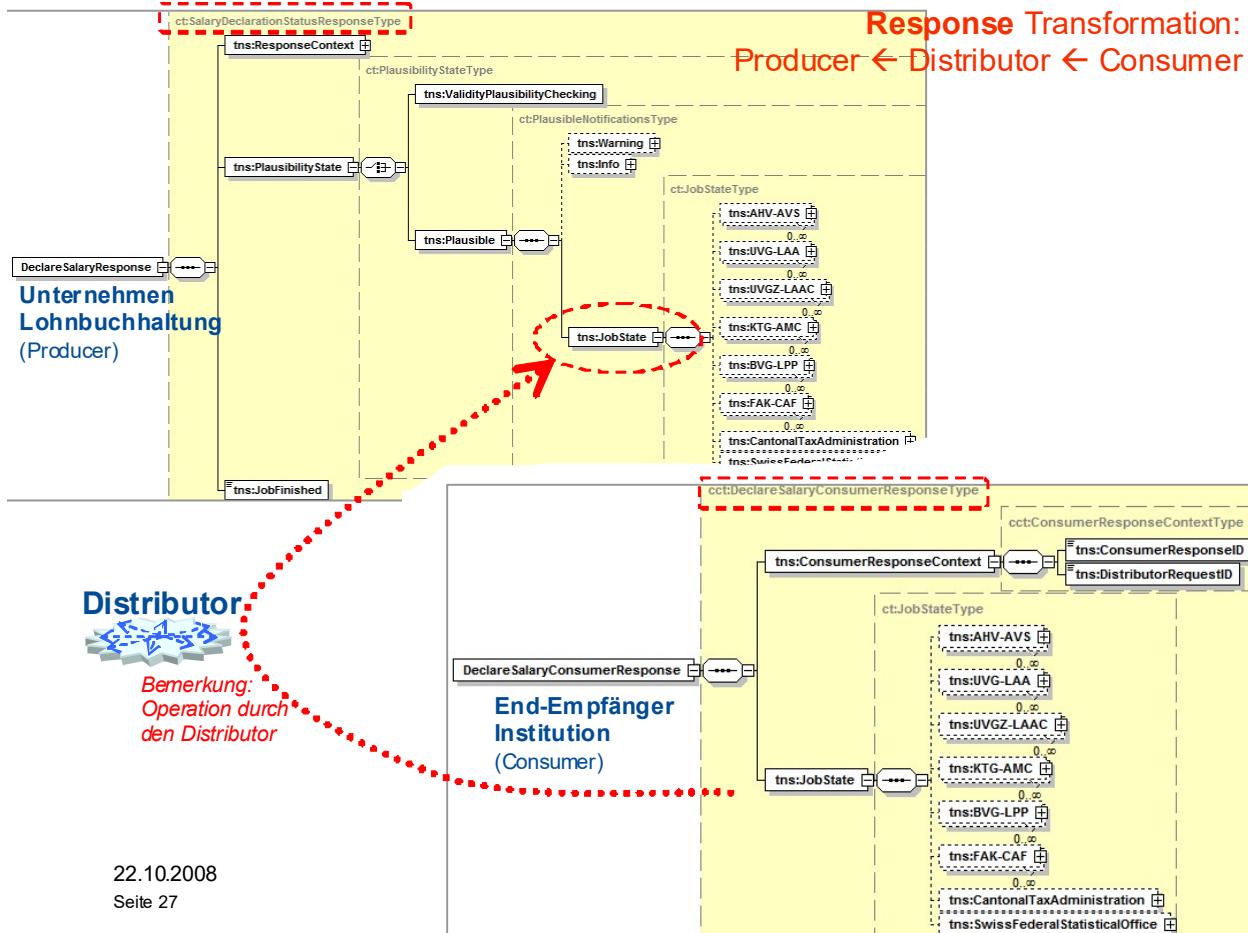 ct:SalaryDeclarationStatusResponseType
Response Transformation:
Producer ← Distributor ← Consumer
tns:ResponseContext
ct:PlausibilityStateType
tns:ValidityPlausibilityChecking
ct:PlausibleNotificationsType
tns:Warning
tns:Info
tns:PlausibilityState
ct:JobStateType
tns:AHV-AVS
0..∞
tns:UVG-LAA
0..∞
tns:UVGZ-LAAC
0..∞
tns:KTG-AMC
0..∞
tns:BVG-LPP
0..∞
tns:FAK-CAF
0..∞
tns:CantonalTaxAdministration
tns:Plausible
DeclareSalaryResponse
Unternehmen
Lohnbuchhaltung
(Producer)
tns:JobState
tns:JobFinished
cct:DeclareSalaryConsumerResponseType
cct:ConsumerResponseContextType
tns:ConsumerResponseContext
tns:ConsumerResponseID
tns:DistributorRequestID
Distributor
Bemerkung:
Operation durch
den Distributor
ct:JobStateType
tns:AHV-AVS
0..∞
tns:UVG-LAA
0..∞
tns:UVGZ-LAAC
0..∞
tns:KTG-AMC
0..∞
tns:BVG-LPP
0..∞
tns:FAK-CAF
0..∞
tns:CantonalTaxAdministration
tns:SwissFederalStatisticalOffice
DeclareSalaryConsumerResponse
End-Empfänger
Institution
(Consumer)
tns:JobState
22.10.2008
Seite 27